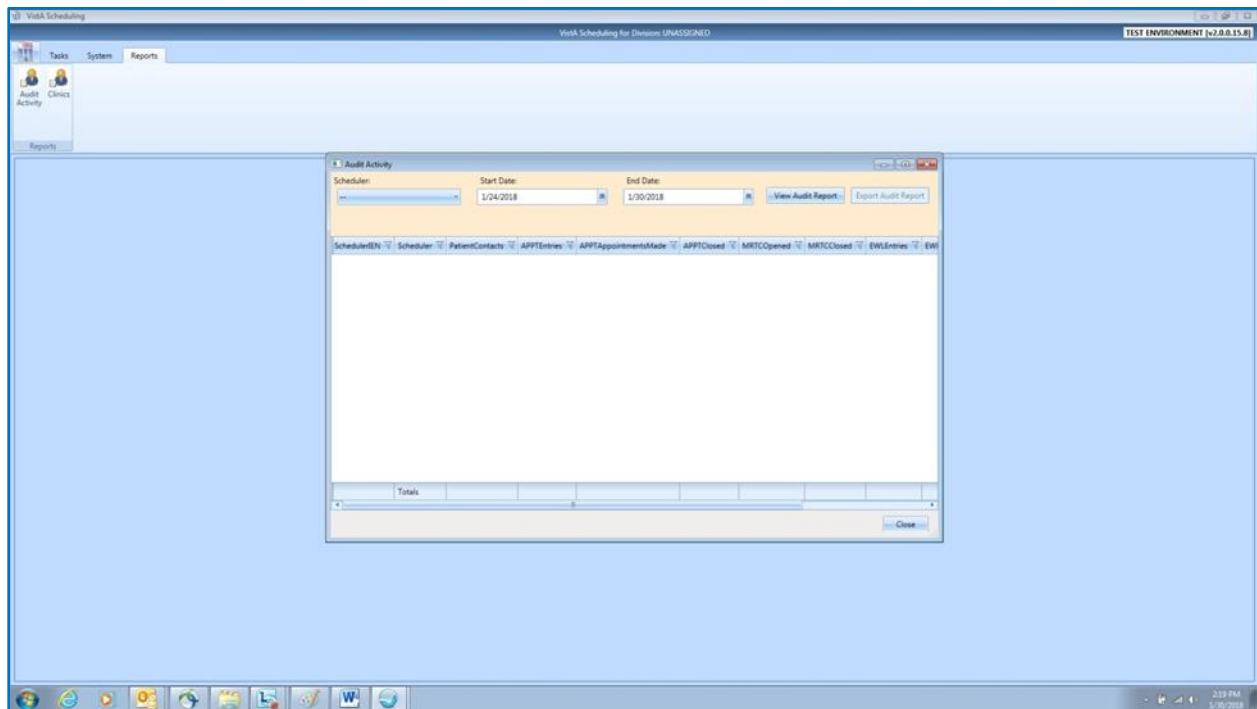 VistA Scheduling
VistA Scheduling for Division: UNASSIGNED
TEST ENVIRONMENT [v2.0.0.15.8]
Tasks System Reports
Audit Activity
Clinics
Reports
Audit Activity
Scheduler: Start Date: End Date:
-- 1/24/2018 1/30/2018 View Audit Report Export Audit Report
SchedulerIEN Scheduler PatientContacts APPTEntries APPTAppointmentsMade APPTClosed MRTCOpened MRTCClosed EWLEntries EWl
Totals
Close
2:19 PM
1/30/2018